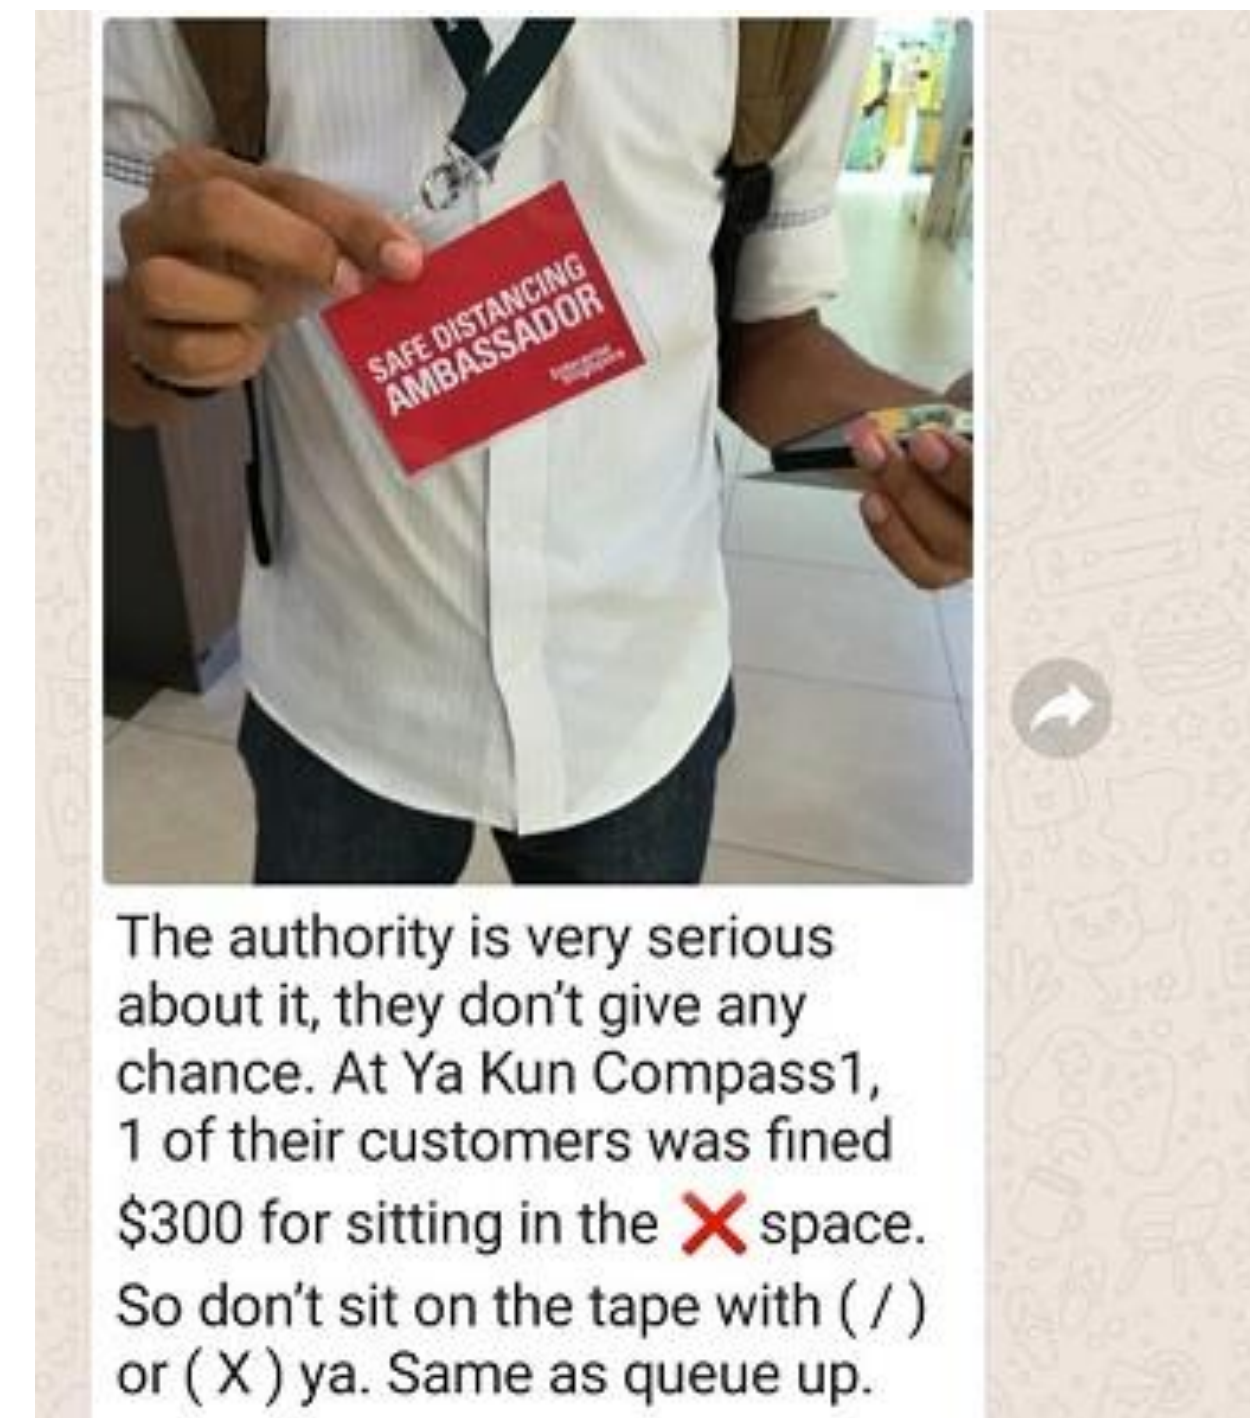 SAFE DISTANCING
AMBASSADOR
Enterprise
Singapore
The authority is very serious
about it, they don't give any
chance. At Ya Kun Compass1,
1 of their customers was fined
$300 for sitting in the ❌ space.
So don't sit on the tape with ( / )
or ( X ) ya. Same as queue up.